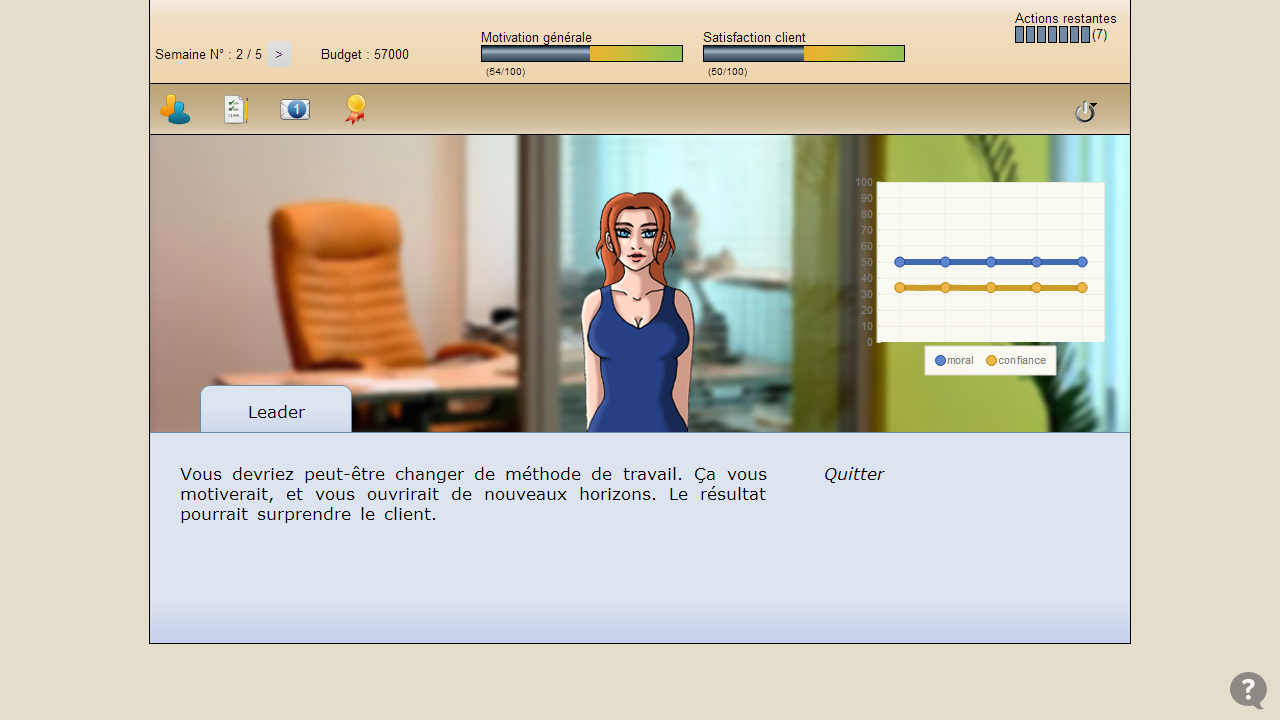 Semaine N° : 2 / 5 >
Budget : 57000
Motivation générale
(54/100)
Satisfaction client
(50/100)
Actions restantes
(7)
1
100
90
80
70
60
50
40
30
20
10
0
moral confiance
Leader
Vous devriez peut-être changer de méthode de travail. Ça vous
motiverait, et vous ouvrirait de nouveaux horizons. Le résultat
pourrait surprendre le client.
Quitter
?